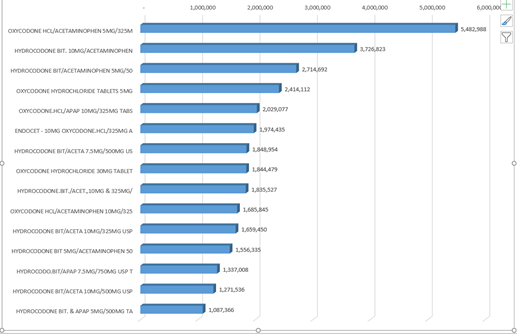 - 1,000,000 2,000,000 3,000,000 4,000,000 5,000,000 6,000,000
OXYCODONE HCL/ACETAMINOPHEN 5MG/325M 5,482,988
HYDROCODONE BIT. 10MG/ACETAMINOPHEN 3,726,823
HYDROCODONE BIT/ACETAMINOPHEN 5MG/50 2,714,692
OXYCODONE HYDROCHLORIDE TABLETS 5MG 2,414,112
OXYCODONE.HCL/APAP 10MG/325MG TABS 2,029,077
ENDOCET - 10MG OXYCODONE.HCL/325MG A 1,974,435
HYDROCODONE BIT/ACETA 7.5MG/500MG US 1,848,954
OXYCODONE HYDROCHLORIDE 30MG TABLET 1,844,479
HYDROCODONE.BIT./ACET.,10MG & 325MG/ 1,835,527
OXYCODONE HCL/ACETAMINOPHEN 10MG/325 1,685,845
HYDROCODONE BIT/ACETA 10MG/325MG USP 1,659,450
HYDROCODONE BIT 5MG/ACETAMINOPHEN 50 1,556,335
HYDROCODO.BIT/APAP 7.5MG/750MG USP T 1,337,008
HYDROCODONE BIT/ACETA 10MG/500MG USP 1,271,536
HYDROCODONE BIT. & APAP 5MG/500MG TA 1,087,366